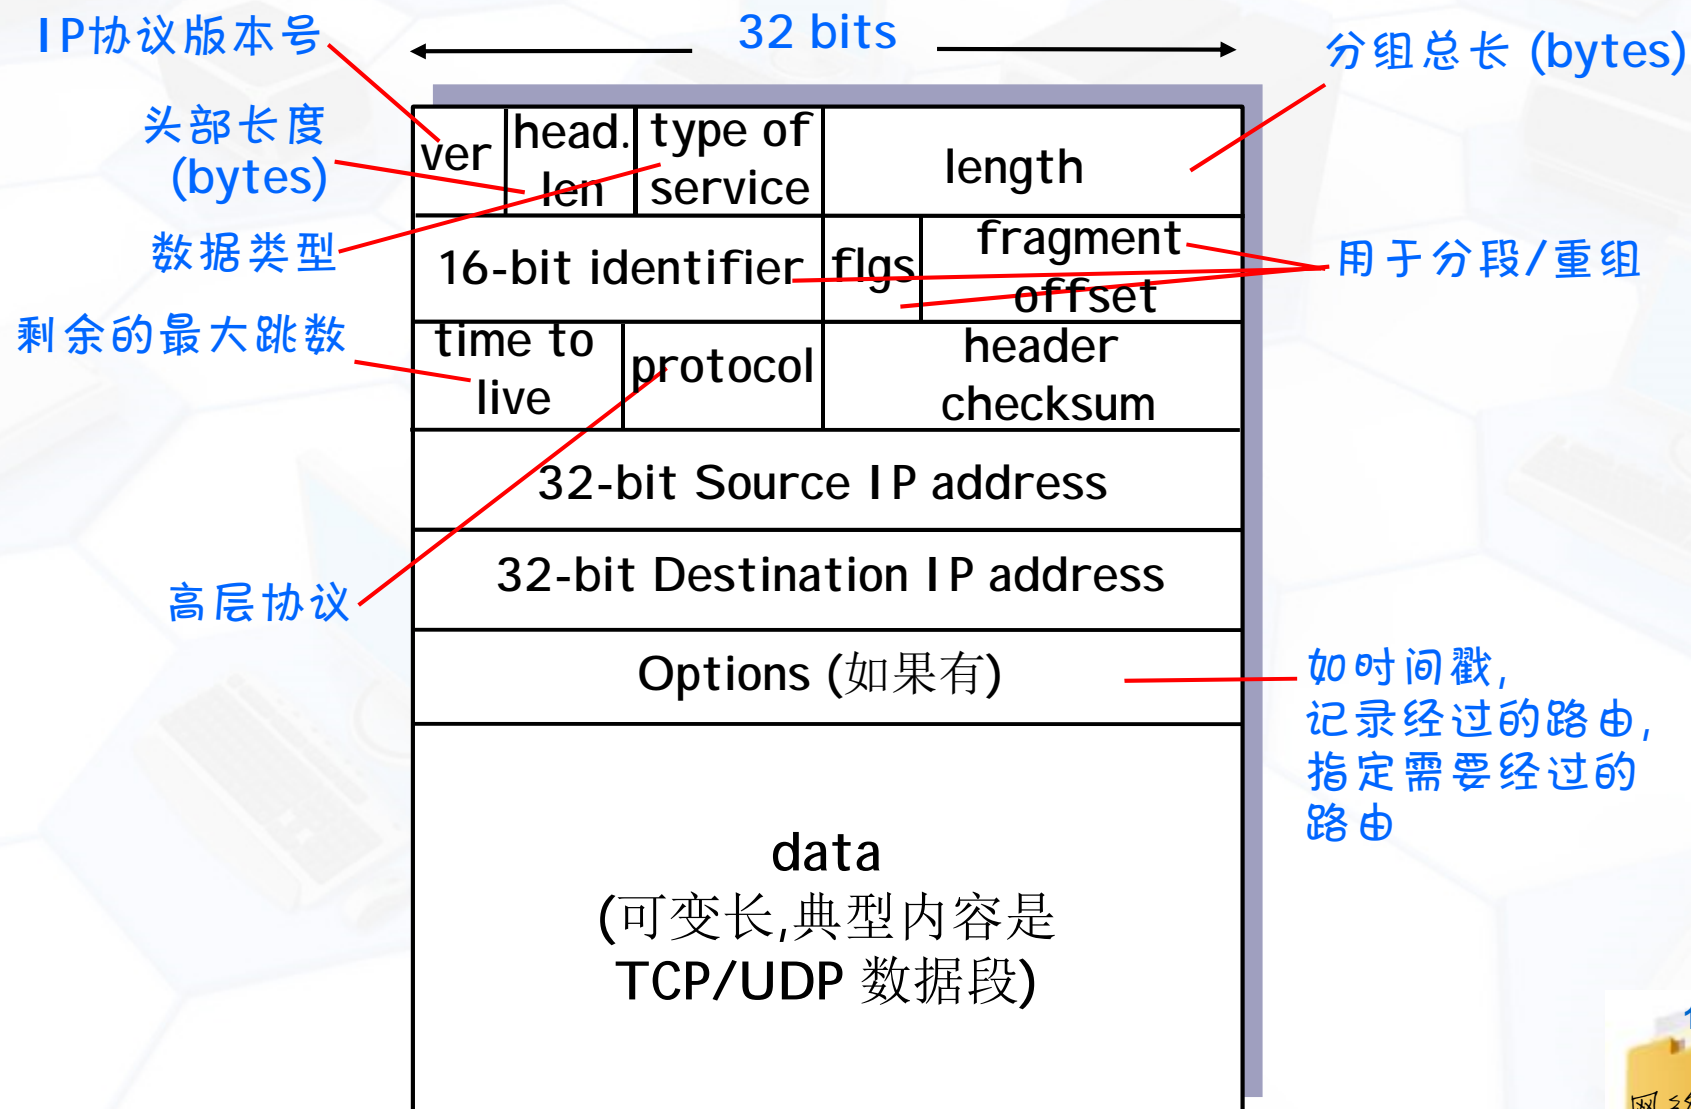 IP协议版本号
32 bits
分组总长 (bytes)
头部长度
(bytes)
数据类型
ver
head.
len
type of
service
length
16-bit identifier
flgs
fragment
offset
用于分段/重组
剩余的最大跳数
time to
live
protocol
header
checksum
32-bit Source IP address
32-bit Destination IP address
高层协议
Options (如果有)
如时间戳,
记录经过的路由,
指定需要经过的
路由
data
(可变长,典型内容是
TCP/UDP 数据段)